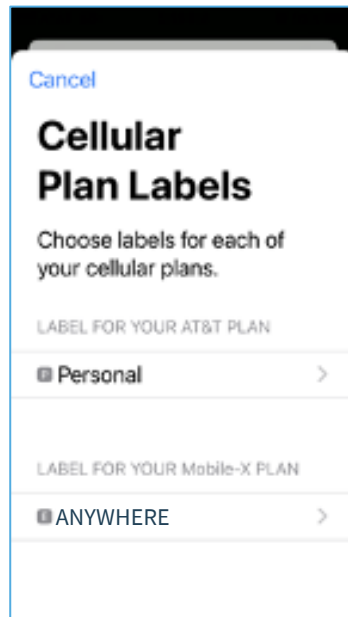 Cancel
Cellular
Plan Labels
Choose labels for each of
your cellular plans.
LABEL FOR YOUR AT&T PLAN
P Personal
LABEL FOR YOUR Mobile-X PLAN
ANYWHERE